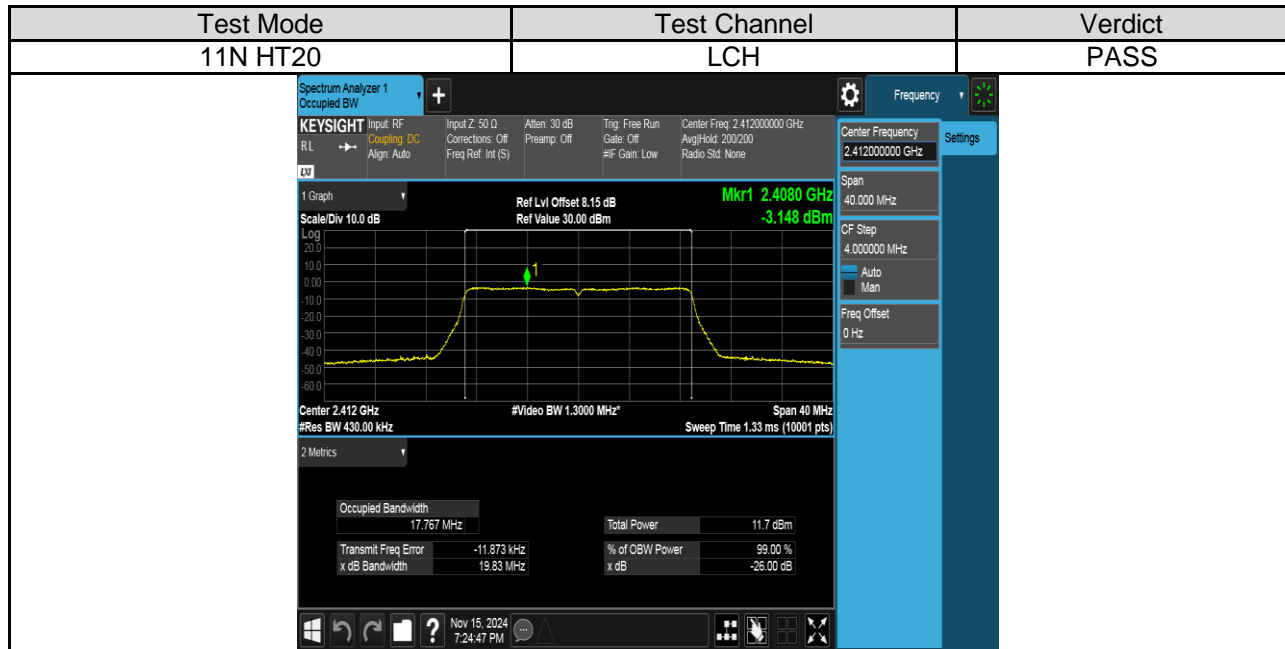 Test Mode Test Channel Verdict
11N HT20 LCH PASS
Spectrum Analyzer 1
Occupied BW
+
Frequency
KEYSIGHT Input: RF Input Z: 50 Ω Atten: 30 dB Trig: Free Run Center Freq: 2.412000000 GHz
RL Coupling: DC Corrections: Off Preamp: Off Gate: Off Avg|Hold: 200/200
Align: Auto Freq Ref: Int (S) #IF Gain: Low Radio Std: None
LXI
Center Frequency
2.412000000 GHz
Settings
Span
40.000 MHz
CF Step
4.000000 MHz
Auto
Man
Freq Offset
0 Hz
1 Graph
Ref Lvl Offset 8.15 dB Mkr1 2.4080 GHz
Scale/Div 10.0 dB Ref Value 30.00 dBm -3.148 dBm
Log
20.0
10.0
0.00
-10.0
-20.0
-30.0
-40.0
-50.0
-60.0
1
Center 2.412 GHz #Video BW 1.3000 MHz* Span 40 MHz
#Res BW 430.00 kHz Sweep Time 1.33 ms (10001 pts)
2 Metrics
Occupied Bandwidth
17.767 MHz Total Power 11.7 dBm
Transmit Freq Error -11.873 kHz % of OBW Power 99.00 %
x dB Bandwidth 19.83 MHz x dB -26.00 dB
? Nov 15, 2024
7:24:47 PM